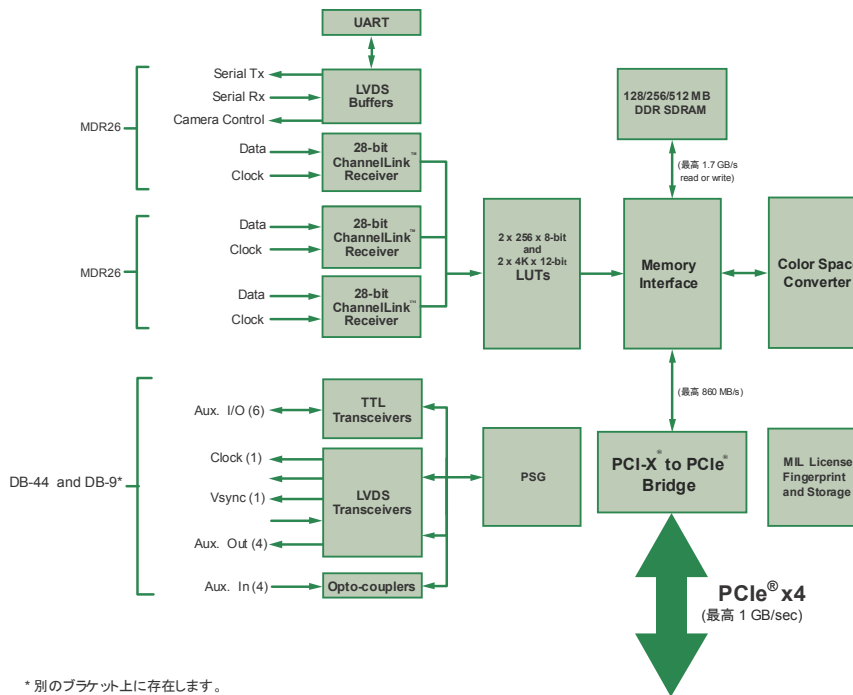 UART
Serial Tx
Serial Rx
Camera Control
LVDS
Buffers
MDR26
Data
Clock
28-bit
ChannelLink™
Receiver
MDR26
Data
Clock
28-bit
ChannelLink™
Receiver
Data
Clock
28-bit
ChannelLink™
Receiver
2 x 256 x 8-bit
and
2 x 4K x 12-bit
LUTs
128/256/512 MB
DDR SDRAM
(最高 1.7 GB/s
read or write)
Memory
Interface
Color Space
Converter
(最高 860 MB/s)
DB-44 and DB-9*
Aux. I/O (6)
TTL
Transceivers
Clock (1)
Vsync (1)
Aux. Out (4)
LVDS
Transceivers
Aux. In (4)
Opto-couplers
PSG
PCI-X® to PCIe®
Bridge
MIL License
Fingerprint
and Storage
PCIe® x4
(最高 1 GB/sec)
* 別のブラケット上に存在します。